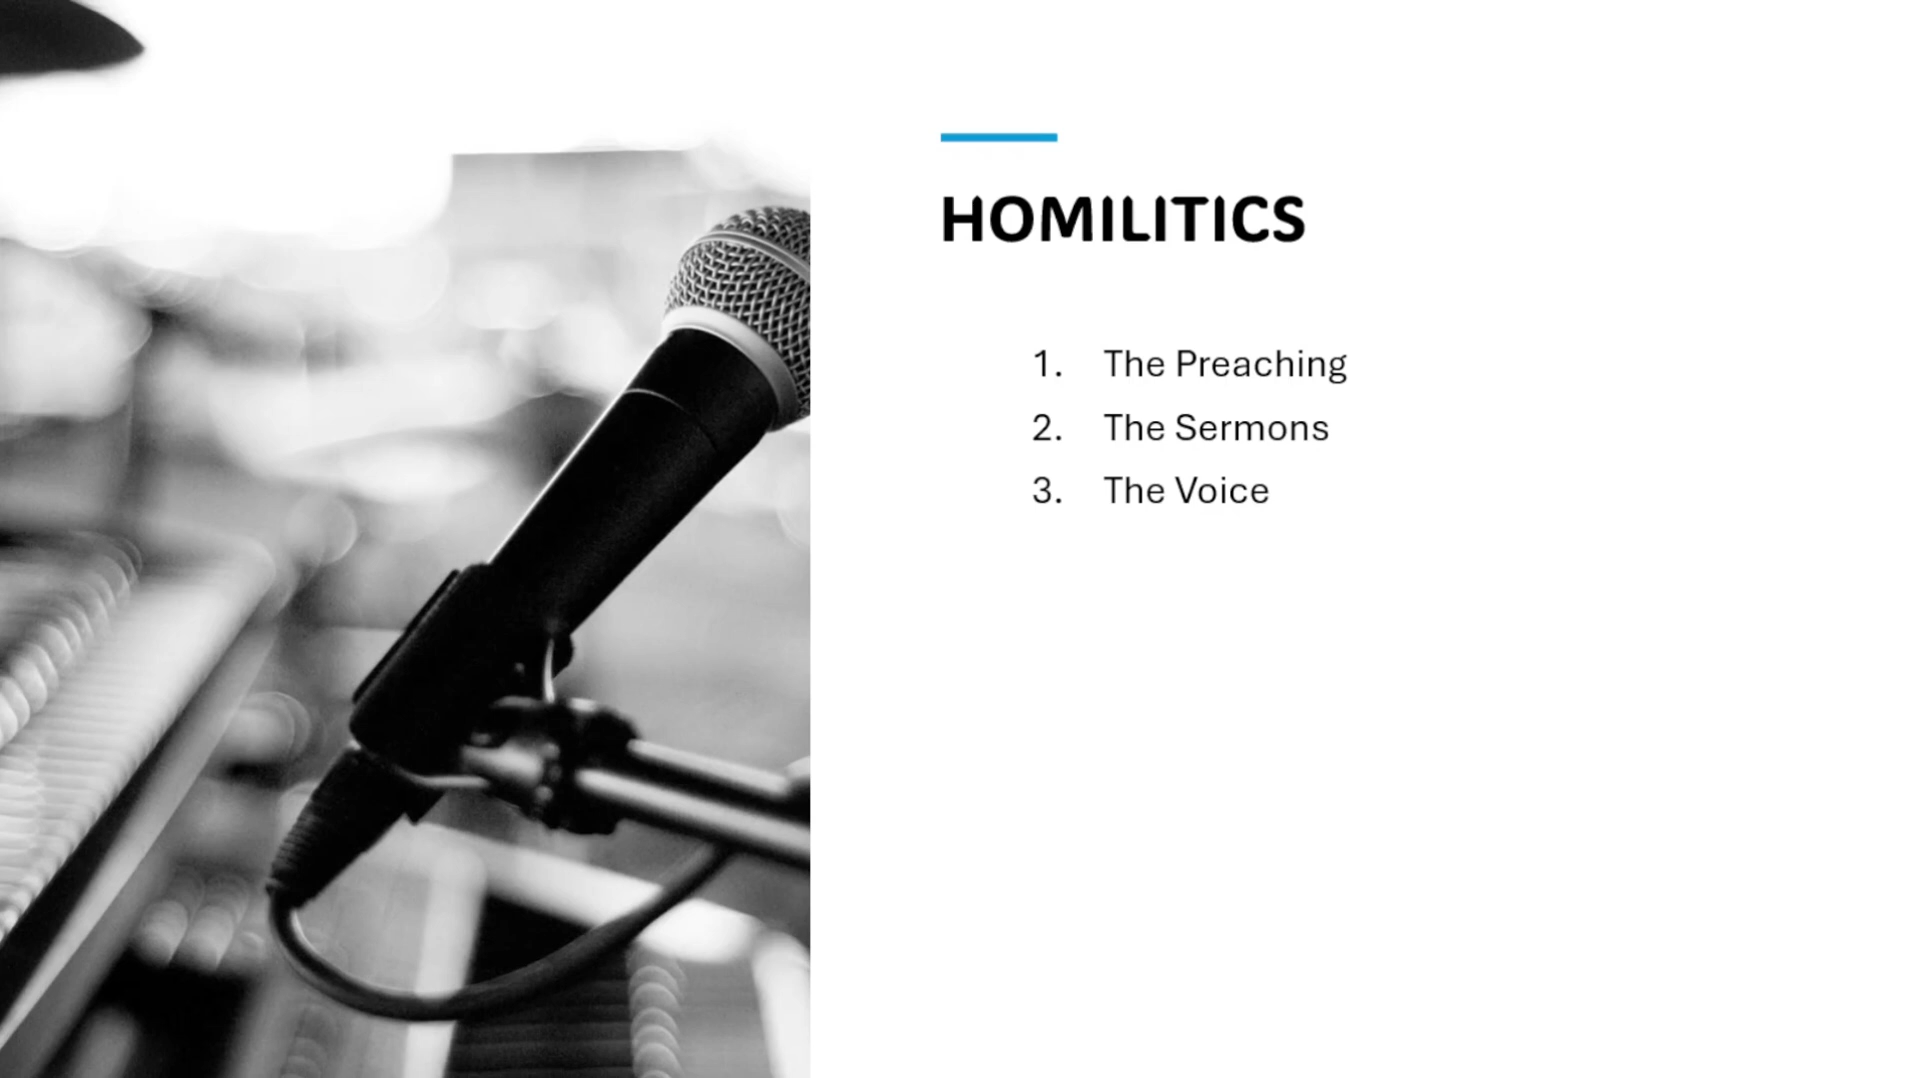 HOMILITICS
1. The Preaching
2. The Sermons
3. The Voice